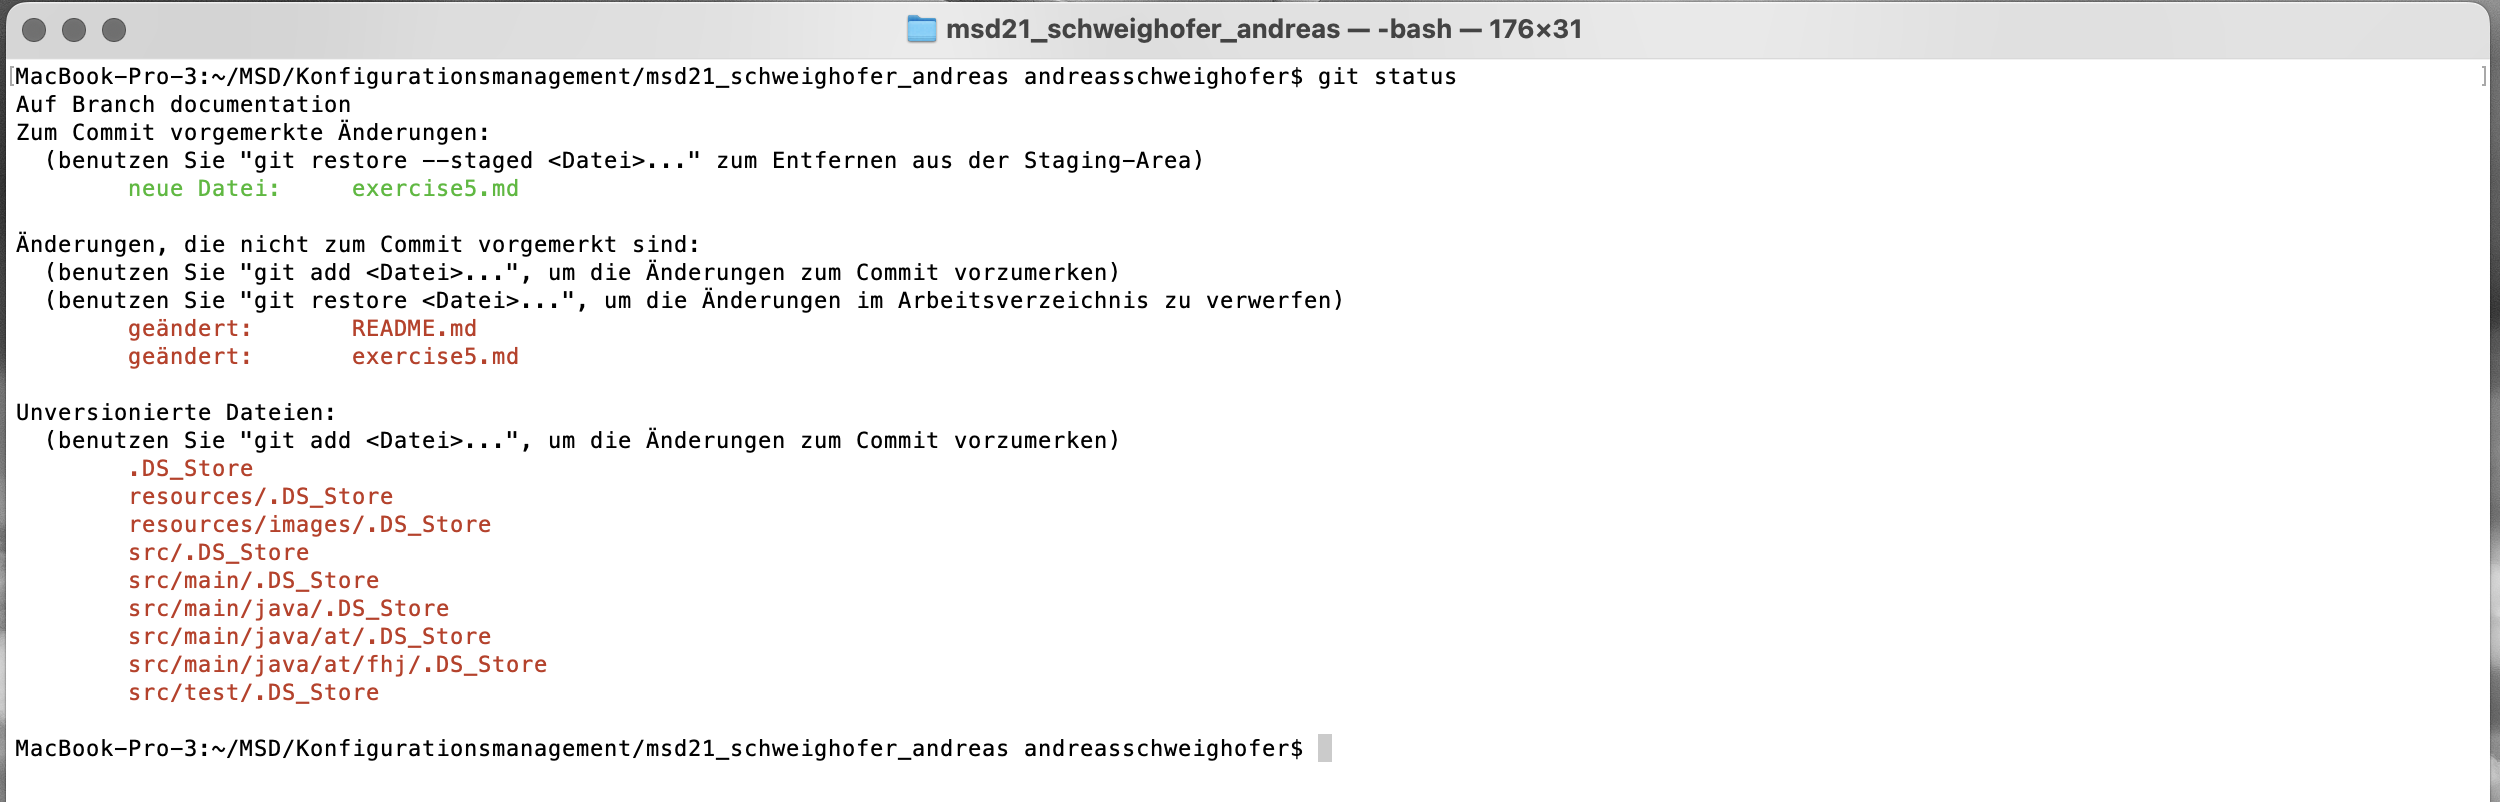 msd21_schweighofer_andreas — -bash — 176×31
[MacBook-Pro-3:~/MSD/Konfigurationsmanagement/msd21_schweighofer_andreas andreasschweighofer$ git status ]
Auf Branch documentation
Zum Commit vorgemerkte Änderungen:
(benutzen Sie "git restore --staged <Datei>..." zum Entfernen aus der Staging-Area)
neue Datei: exercise5.md
Änderungen, die nicht zum Commit vorgemerkt sind:
(benutzen Sie "git add <Datei>...", um die Änderungen zum Commit vorzumerken)
(benutzen Sie "git restore <Datei>...", um die Änderungen im Arbeitsverzeichnis zu verwerfen)
geändert: README.md
geändert: exercise5.md
Unversionierte Dateien:
(benutzen Sie "git add <Datei>...", um die Änderungen zum Commit vorzumerken)
.DS_Store
resources/.DS_Store
resources/images/.DS_Store
src/.DS_Store
src/main/.DS_Store
src/main/java/.DS_Store
src/main/java/at/.DS_Store
src/main/java/at/fhj/.DS_Store
src/test/.DS_Store
MacBook-Pro-3:~/MSD/Konfigurationsmanagement/msd21_schweighofer_andreas andreasschweighofer$